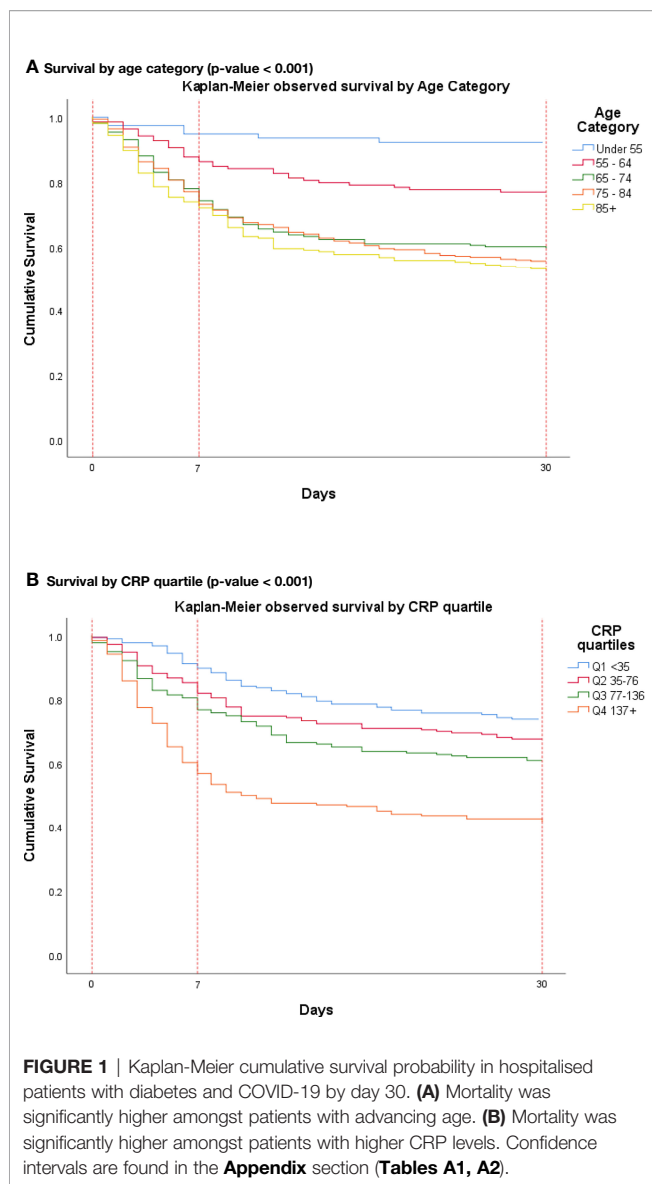 A Survival by age category (p-value < 0.001)
Kaplan-Meier observed survival by Age Category
Age
Category
Under 55
55 - 64
65 - 74
75 - 84
85+
1.0
0.8
0.6
0.4
0.2
0.0
Cumulative Survival
0
7
30
Days
B Survival by CRP quartile (p-value < 0.001)
Kaplan-Meier observed survival by CRP quartile
CRP
quartiles
Q1 <35
Q2 35-76
Q3 77-136
Q4 137+
1.0
0.8
0.6
0.4
0.2
0.0
Cumulative Survival
0
7
30
Days
FIGURE 1 | Kaplan-Meier cumulative survival probability in hospitalised
patients with diabetes and COVID-19 by day 30. (A) Mortality was
significantly higher amongst patients with advancing age. (B) Mortality was
significantly higher amongst patients with higher CRP levels. Confidence
intervals are found in the Appendix section (Tables A1, A2).